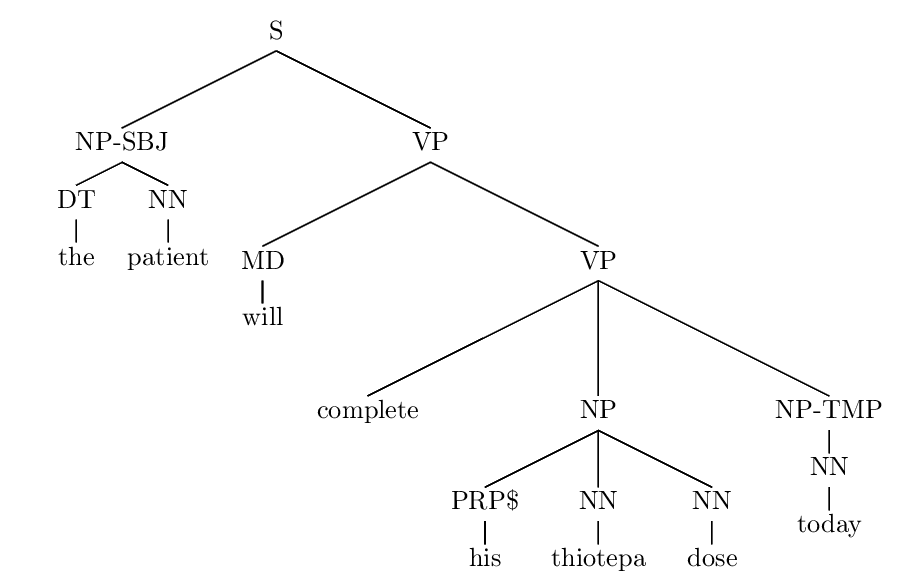 S
NP-SBJ VP
DT NN
the patient MD VP
will
complete NP NP-TMP
NN
PRP$ NN NN
today
his thiotepa dose